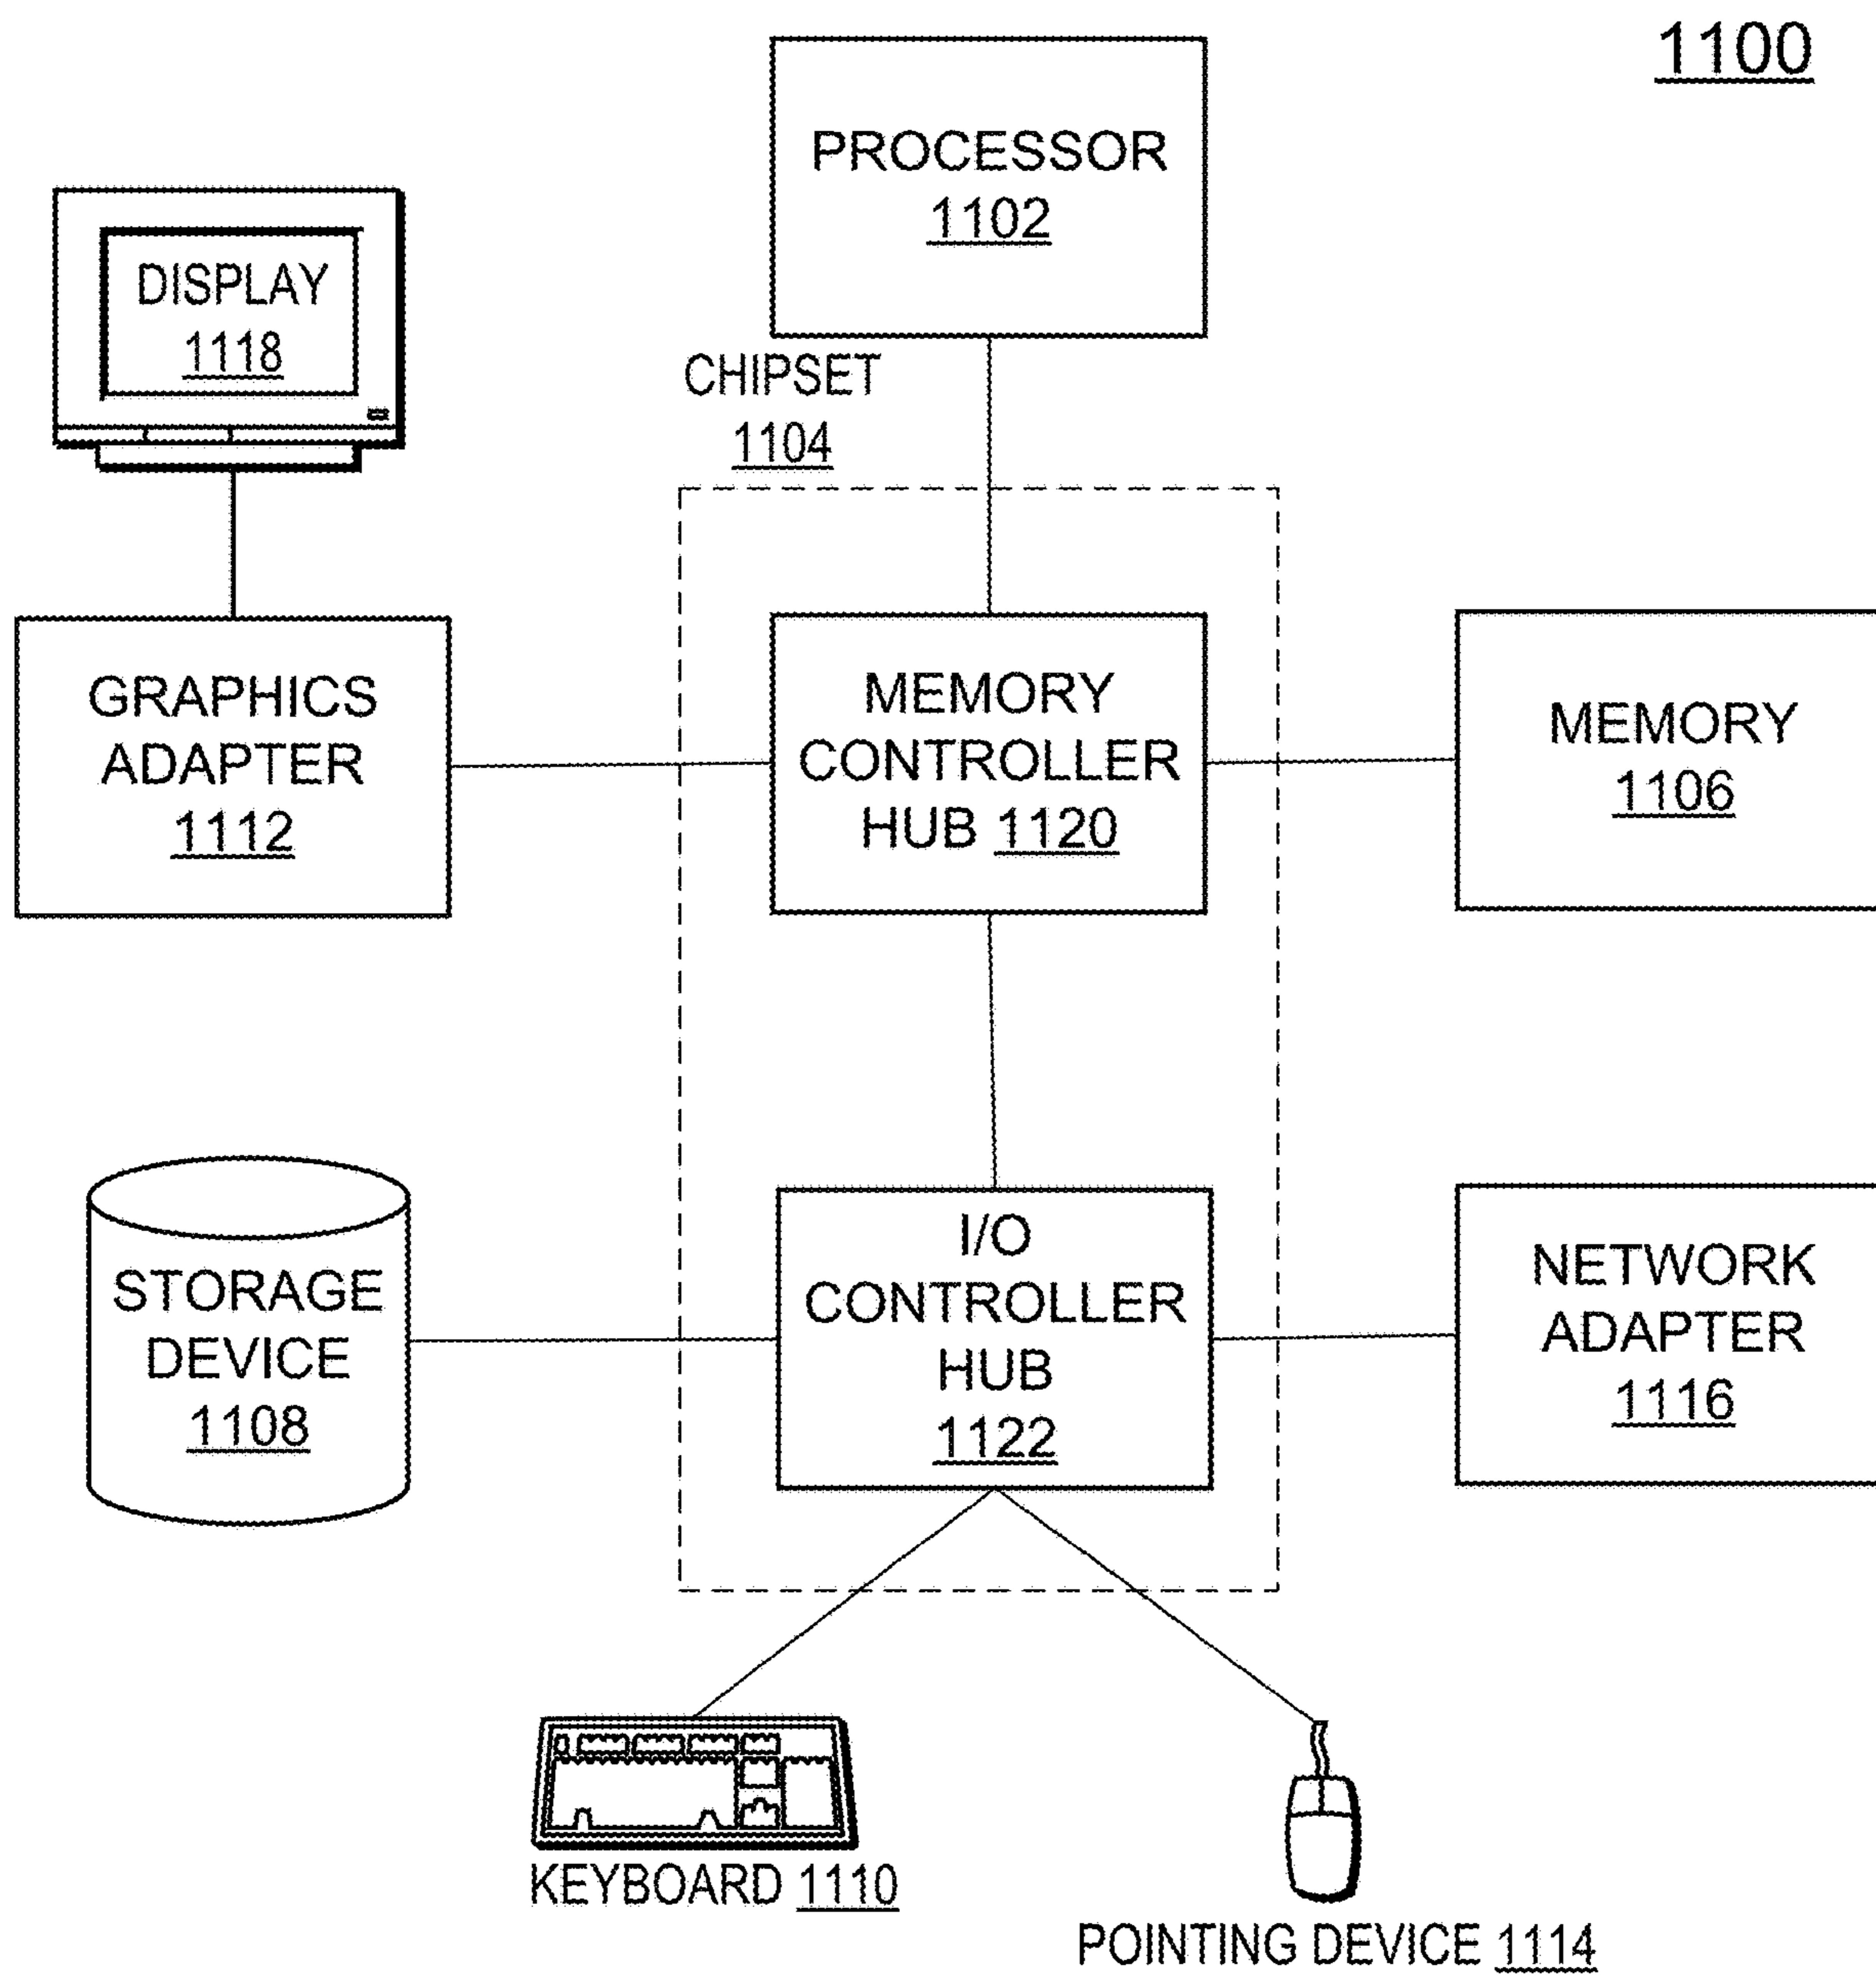 1100
PROCESSOR
1102
DISPLAY
1118
CHIPSET
1104
GRAPHICS
ADAPTER
1112
MEMORY
CONTROLLER
HUB 1120
MEMORY
1106
STORAGE
DEVICE
1108
I/O
CONTROLLER
HUB
1122
NETWORK
ADAPTER
1116
KEYBOARD 1110
POINTING DEVICE 1114